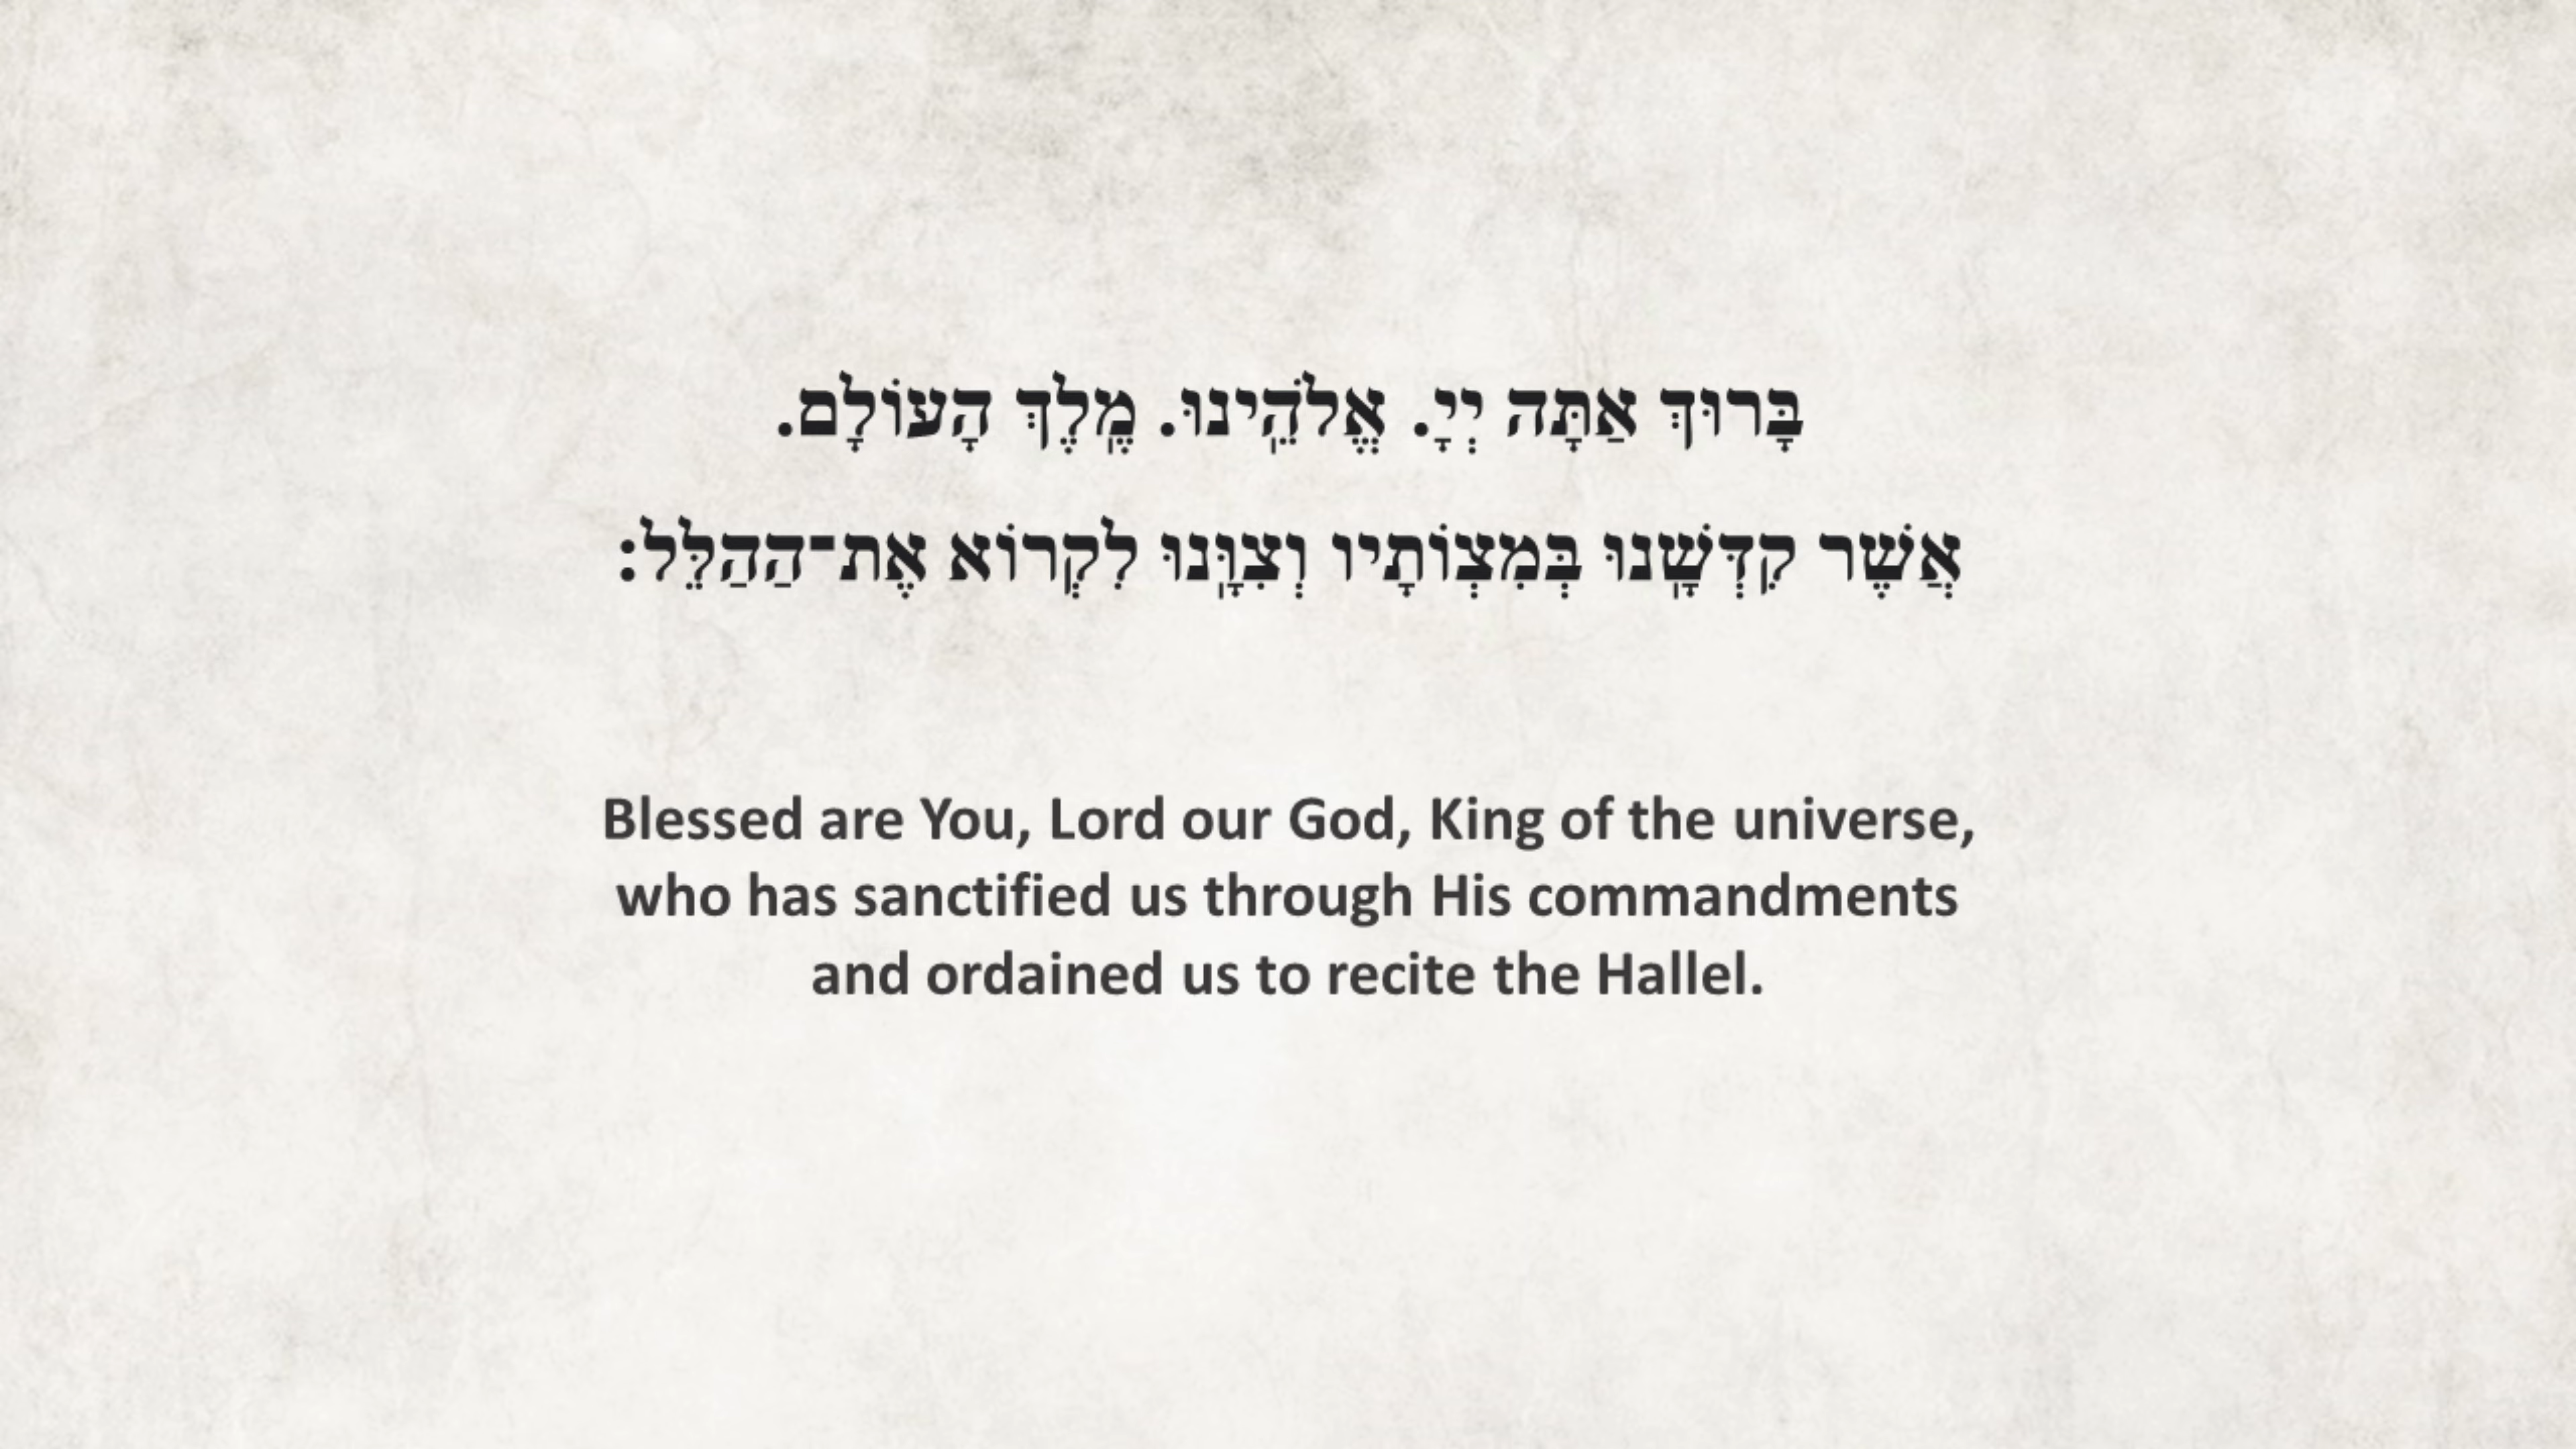 בָּרוּךְ אַתָּה יְיָ. אֱלֹהֵֽינוּ. מֶֽלֶךְ הָעוֹלָם.
אֲשֶׁר קִדְּשָֽׁנוּ בְּמִצְוֹתָיו וְצִוָּֽנוּ לִקְרוֹא אֶת־הַהַלֵּל:
Blessed are You, Lord our God, King of the universe,
who has sanctified us through His commandments
and ordained us to recite the Hallel.